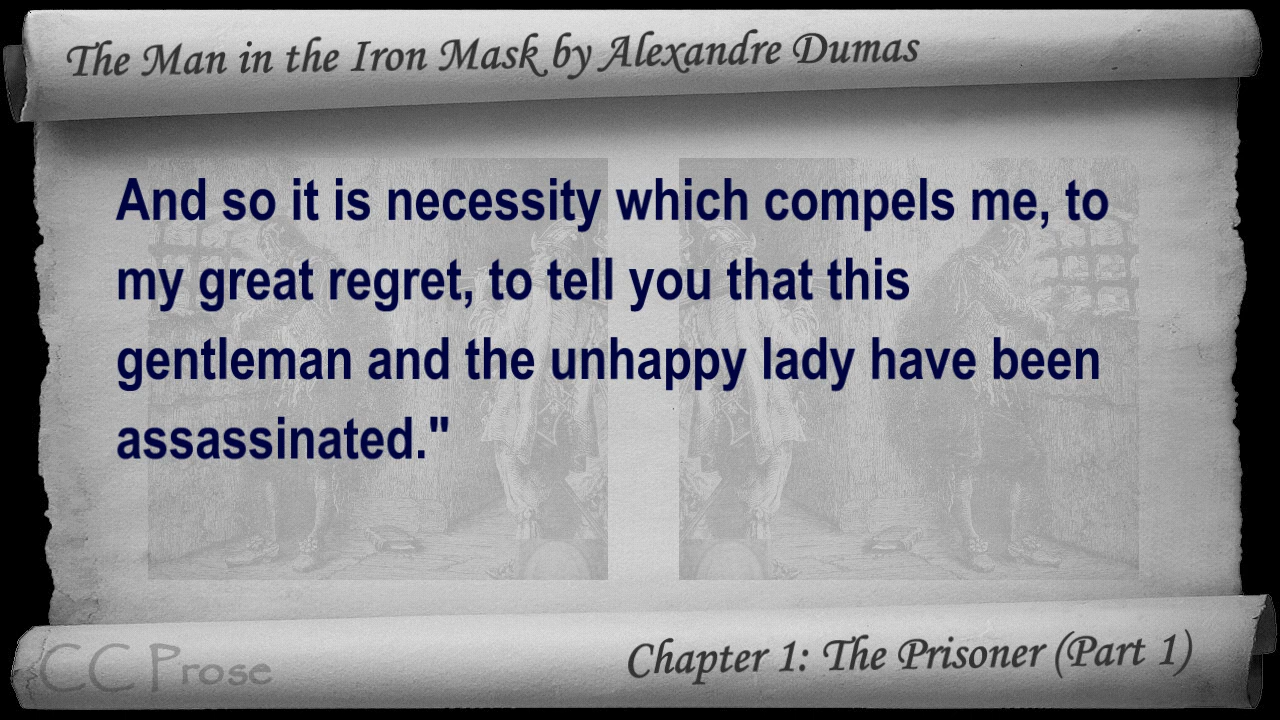 The Man in the Iron Mask by Alexandre Dumas
And so it is necessity which compels me, to
my great regret, to tell you that this
gentleman and the unhappy lady have been
assassinated."
CC Prose
Chapter 1: The Prisoner (Part 1)